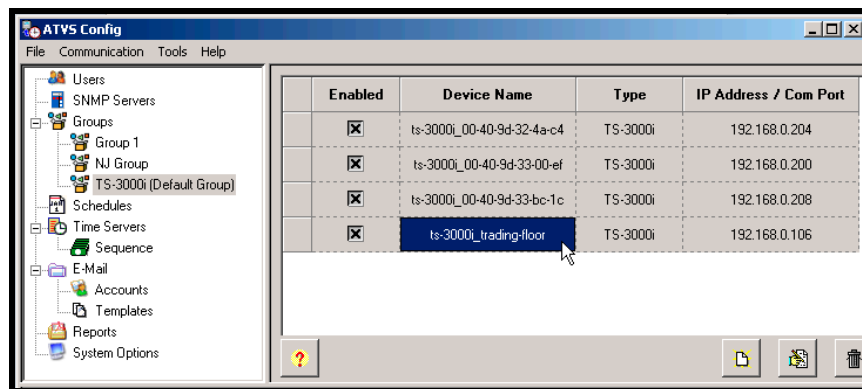 ATVS Config
File Communication Tools Help
Users
SNMP Servers
Groups
Group 1
NJ Group
TS-3000i (Default Group)
Schedules
Time Servers
Sequence
E-Mail
Accounts
Templates
Reports
System Options
Enabled Device Name Type IP Address / Com Port
ts-3000i_00-40-9d-32-4a-c4 TS-3000i 192.168.0.204
ts-3000i_00-40-9d-33-00-ef TS-3000i 192.168.0.200
ts-3000i_00-40-9d-33-bc-1c TS-3000i 192.168.0.208
ts-3000i_trading-floor TS-3000i 192.168.0.106